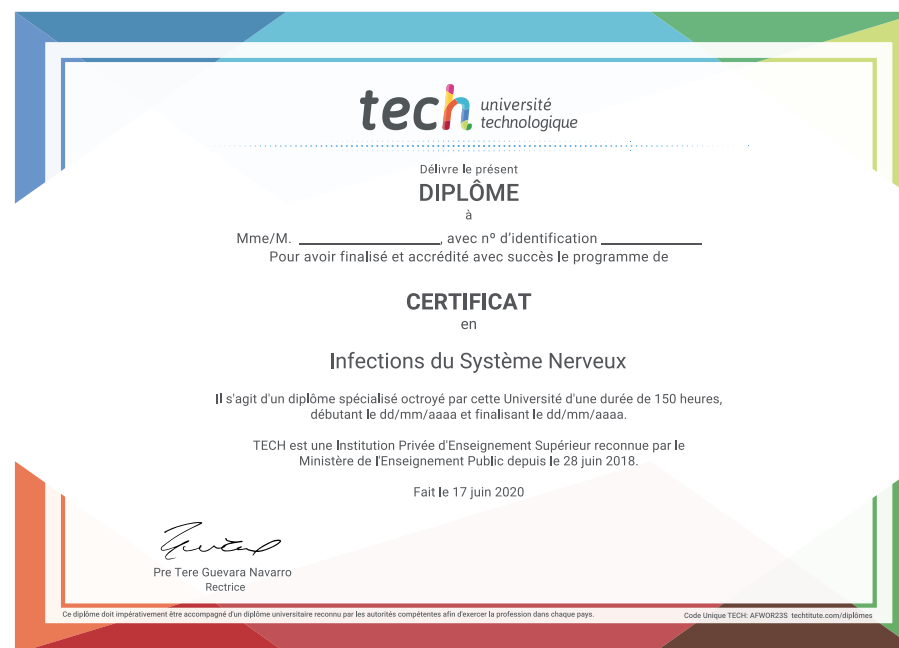 tech université
technologique
Délivre le présent
DIPLÔME
à
Mme/M. ____________________, avec nº d'identification ______________
Pour avoir finalisé et accrédité avec succès le programme de
CERTIFICAT
en
Infections du Système Nerveux
Il s'agit d'un diplôme spécialisé octroyé par cette Université d'une durée de 150 heures,
débutant le dd/mm/aaaa et finalisant le dd/mm/aaaa.
TECH est une Institution Privée d'Enseignement Supérieur reconnue par le
Ministère de l'Enseignement Public depuis le 28 juin 2018.
Fait le 17 juin 2020
Pre Tere Guevara Navarro
Rectrice
Ce diplôme doit impérativement être accompagné d'un diplôme universitaire reconnu par les autorités compétentes afin d'exercer la profession dans chaque pays.
Code Unique TECH: AFWOR23S techtitute.com/diplômes